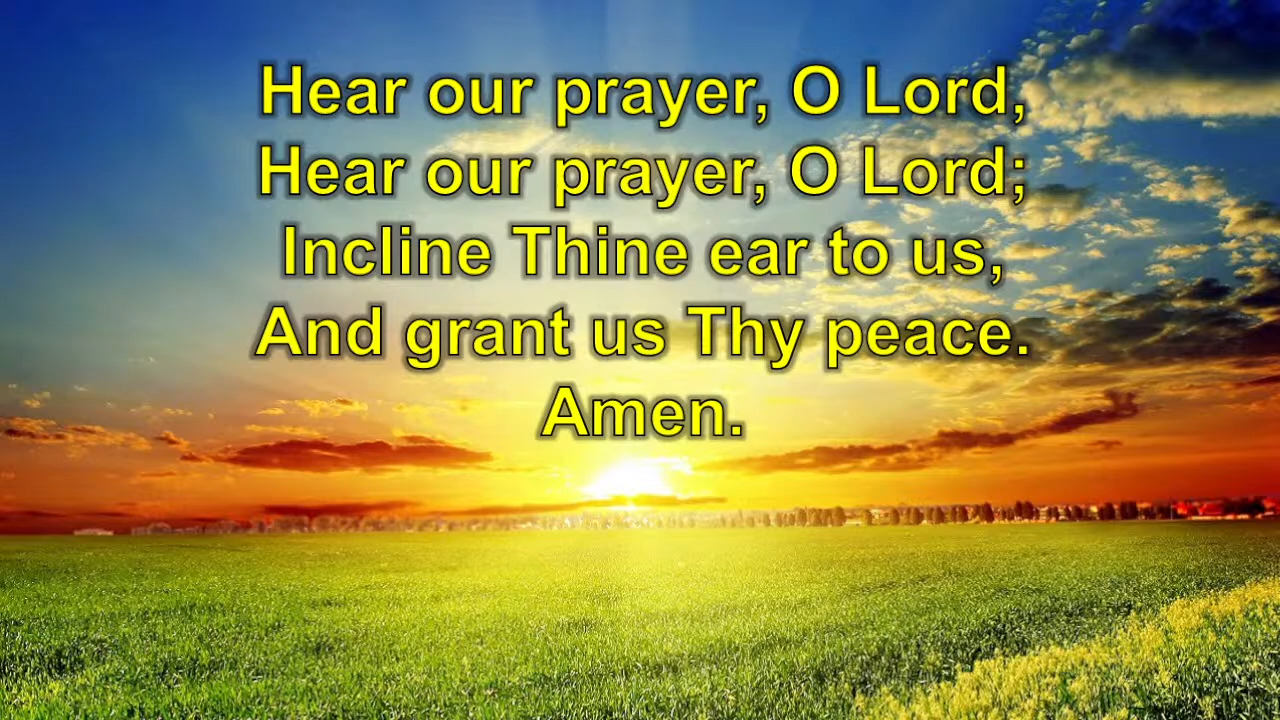 Hear our prayer, O Lord,
Hear our prayer, O Lord;
Incline Thine ear to us,
And grant us Thy peace.
Amen.